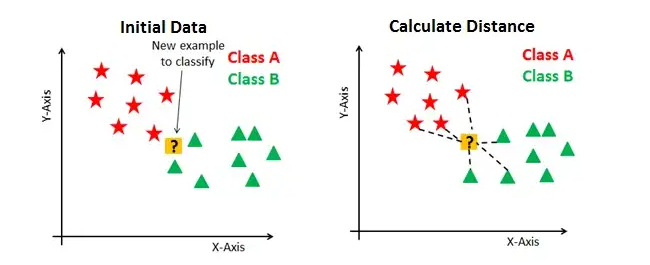 Initial Data
New example
to classify
Class A
Class B
?
Y-Axis
X-Axis
Calculate Distance
Class A
Class B
?
Y-Axis
X-Axis